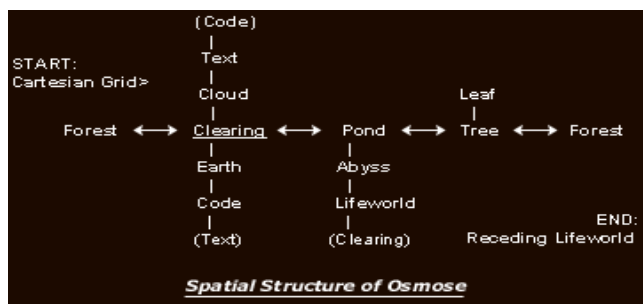 (Code)
START:
Text
Cartesian Grid>
Cloud
Leaf
Forest ↔ Clearing ↔ Pond ↔ Tree ↔ Forest
Earth
Abyss
Code
Lifeworld
END:
(Text)
(Clearing)
Receding Lifeworld
Spatial Structure of Osmose